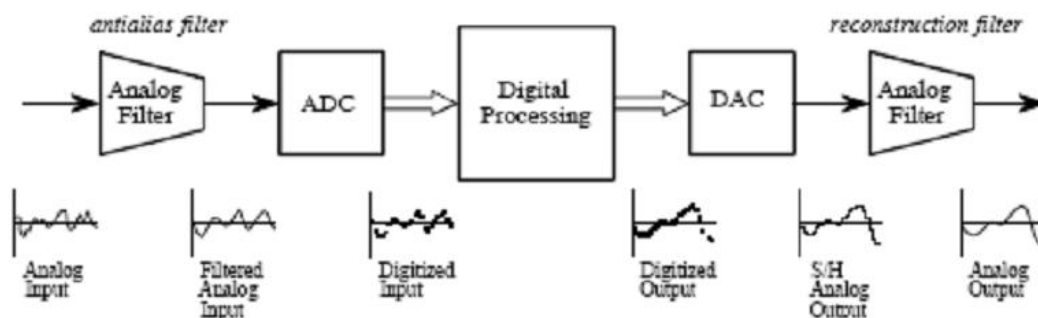 antialias filter
reconstruction filter
Analog
Filter
ADC
Digital
Processing
DAC
Analog
Filter
Analog
Input
Filtered
Analog
Input
Digitized
Input
Digitized
Output
S/H
Analog
Output
Analog
Output